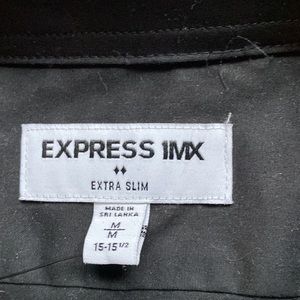 EXPRESS 1MX
EXTRA SLIM
MADE IN
SRI LANKA
M
M
15-15 1/2